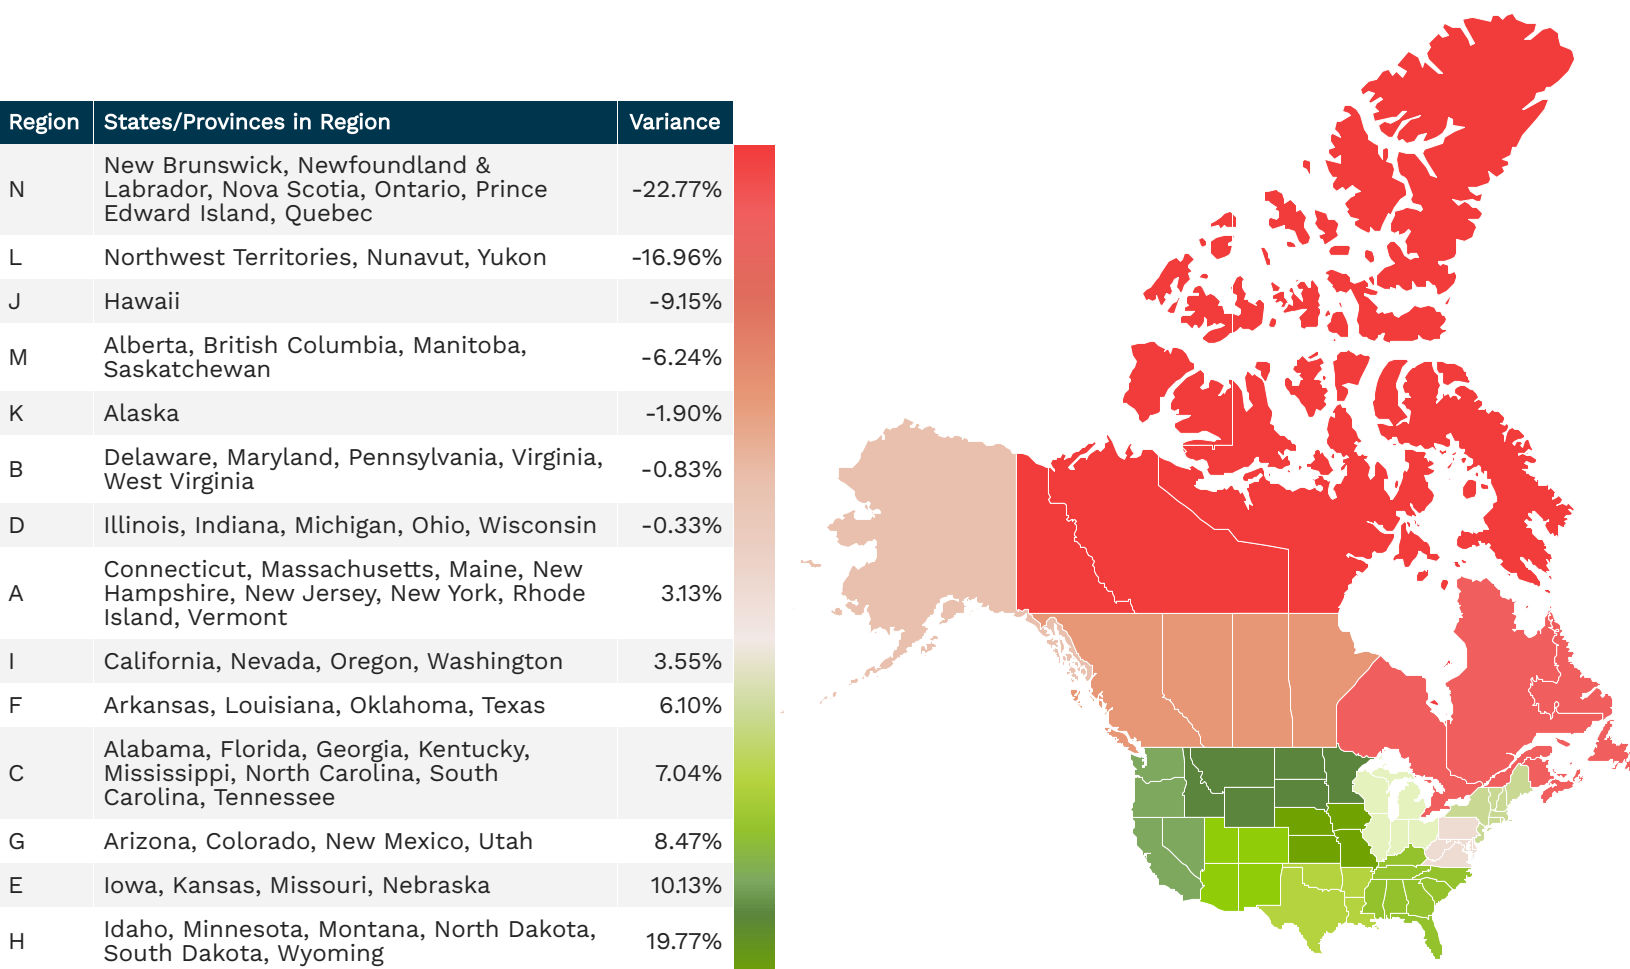 Region States/Provinces in Region Variance
New Brunswick, Newfoundland &
N Labrador, Nova Scotia, Ontario, Prince -22.77%
Edward Island, Quebec
L Northwest Territories, Nunavut, Yukon -16.96%
J Hawaii -9.15%
Alberta, British Columbia, Manitoba,
M -6.24%
Saskatchewan
K Alaska -1.90%
Delaware, Maryland, Pennsylvania, Virginia,
B -0.83%
West Virginia
D Illinois, Indiana, Michigan, Ohio, Wisconsin -0.33%
Connecticut, Massachusetts, Maine, New
A Hampshire, New Jersey, New York, Rhode 3.13%
Island, Vermont
I California, Nevada, Oregon, Washington 3.55%
F Arkansas, Louisiana, Oklahoma, Texas 6.10%
Alabama, Florida, Georgia, Kentucky,
C Mississippi, North Carolina, South 7.04%
Carolina, Tennessee
G Arizona, Colorado, New Mexico, Utah 8.47%
E Iowa, Kansas, Missouri, Nebraska 10.13%
Idaho, Minnesota, Montana, North Dakota,
H 19.77%
South Dakota, Wyoming